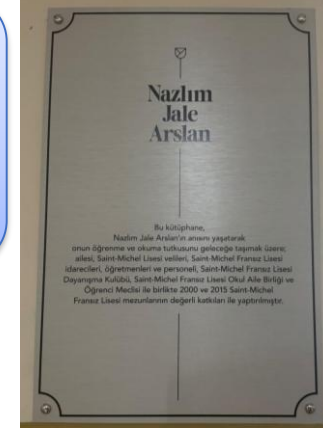 Nazlım
Jale
Arslan
Bu kütüphane,
Nazlım Jale Arslan'ın anısını yaşatarak
onun öğrenme ve okuma tutkusunu geleceğe taşımak üzere;
ailesi, Saint-Michel Lisesi velileri, Saint-Michel Fransız Lisesi
idarecileri, öğretmenleri ve personeli, Saint-Michel Fransız Lisesi
Dayanışma Kulübü, Saint-Michel Fransız Lisesi Okul Aile Birliği ve
Öğrenci Meclisi ile birlikte 2000 ve 2015 Saint-Michel
Fransız Lisesi mezunlarının değerli katkıları ile yapılmıştır.